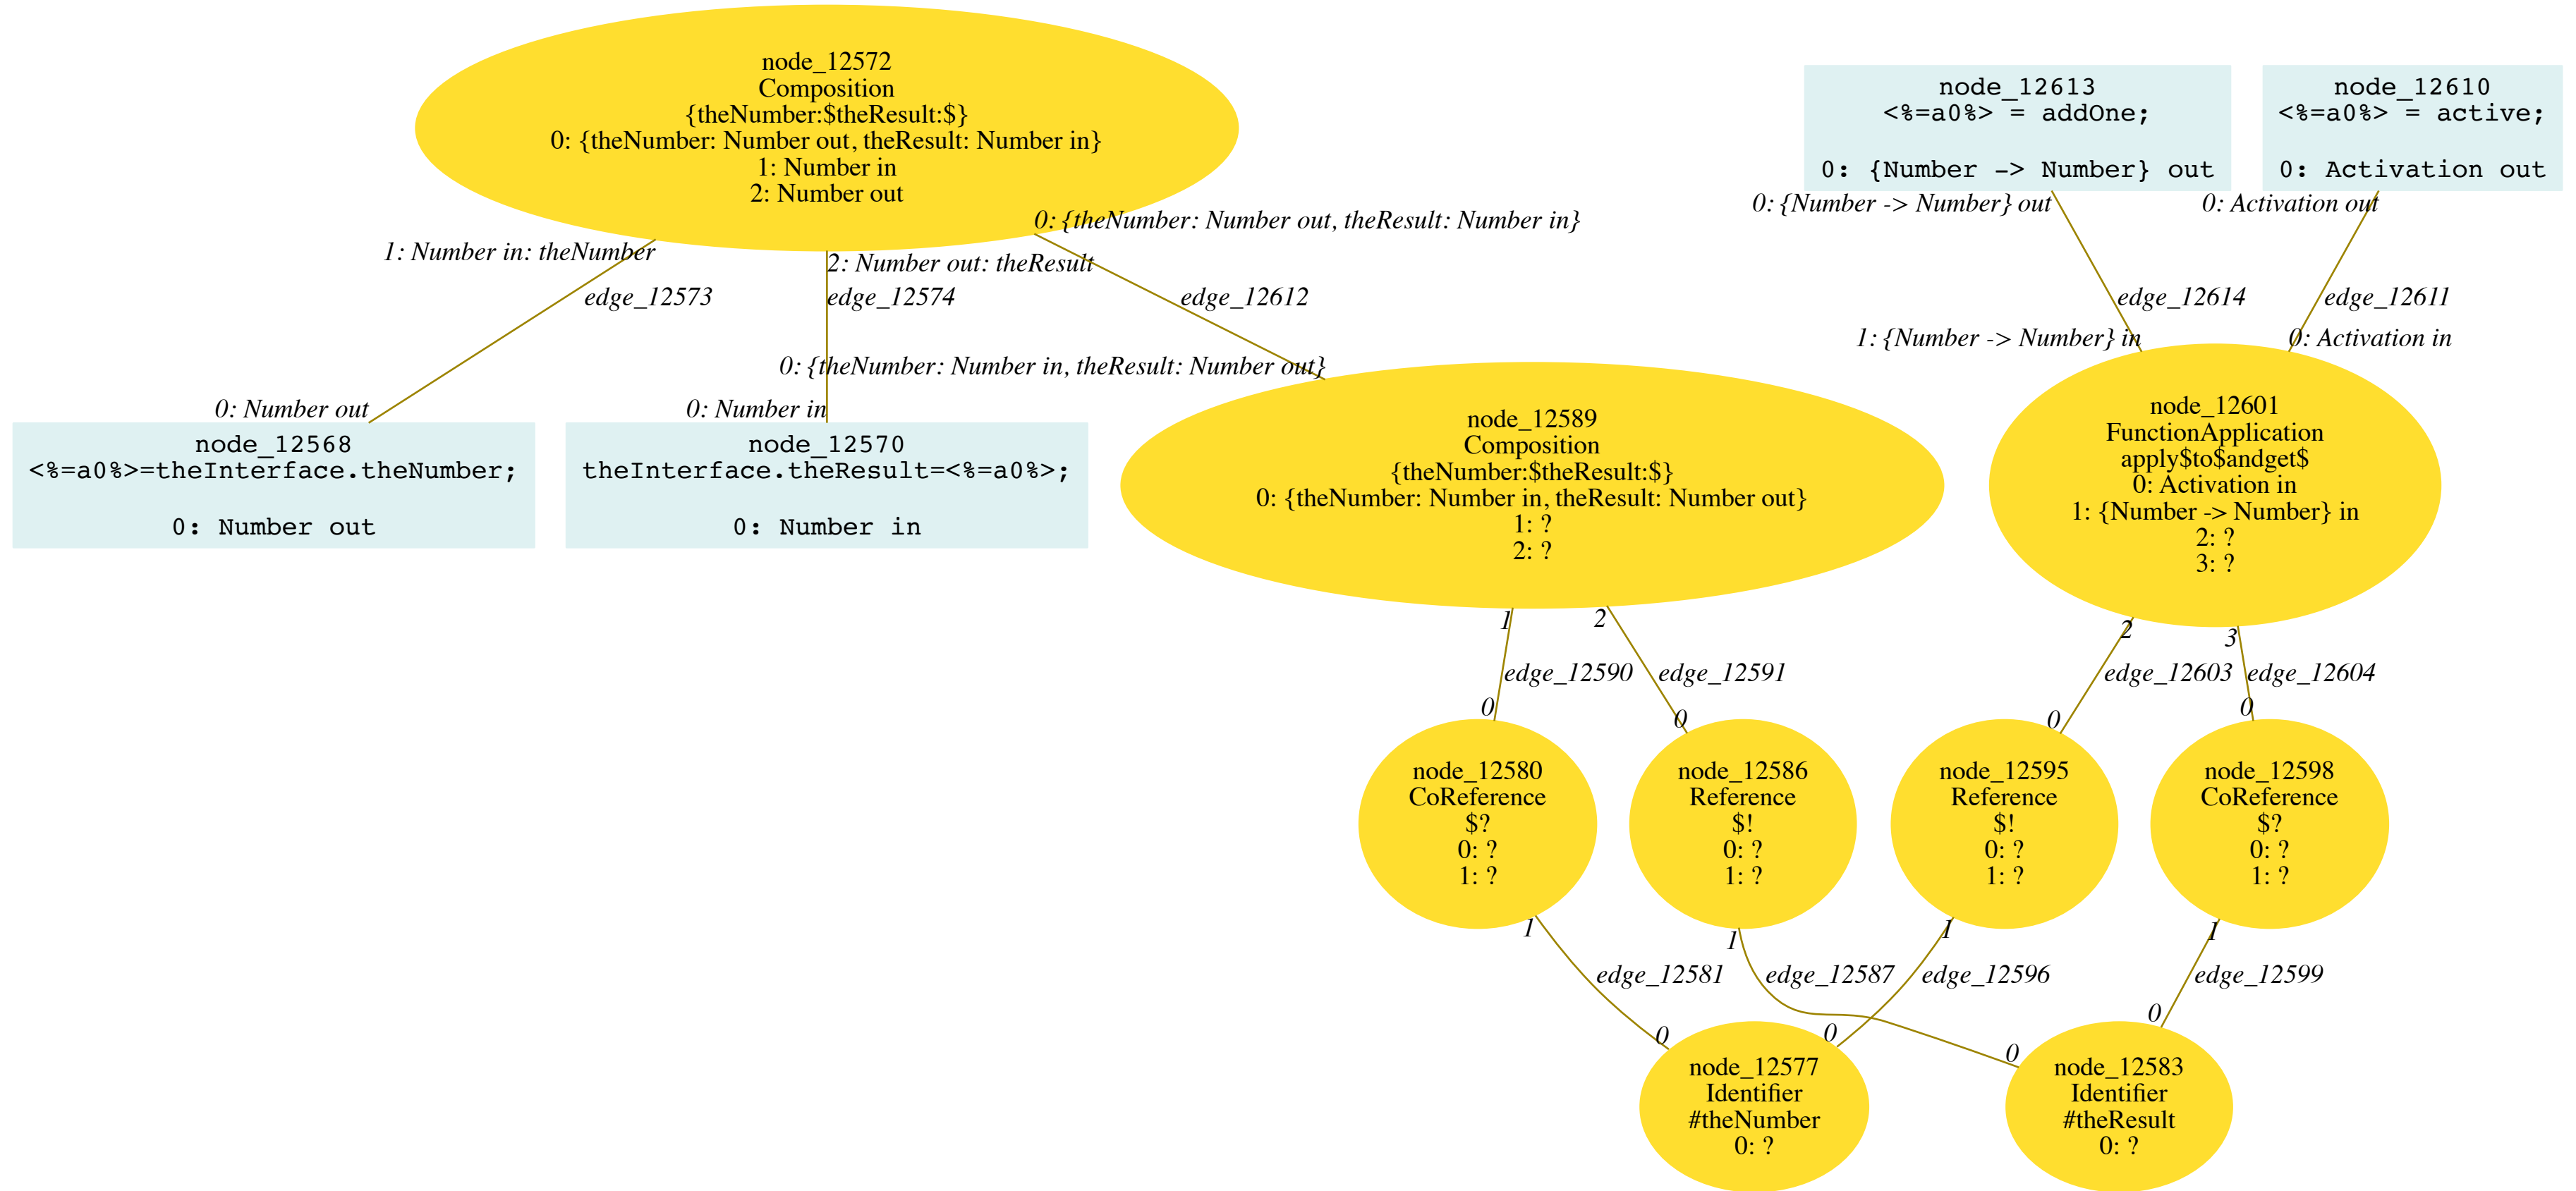 node_12572
Composition
{theNumber:$theResult:$}
0: {theNumber: Number out, theResult: Number in}
1: Number in
2: Number out
node_12613
<%=a0%> = addOne;
0: {Number -> Number} out
node_12610
<%=a0%> = active;
0: Activation out
0: {Number -> Number} out
0: Activation out
0: {theNumber: Number out, theResult: Number in}
1: Number in: theNumber
2: Number out: theResult
edge_12573
edge_12574
edge_12612
edge_12614
edge_12611
1: {Number -> Number} in
0: Activation in
0: {theNumber: Number in, theResult: Number out}
0: Number out
0: Number in
node_12568
<%=a0%>=theInterface.theNumber;
0: Number out
node_12570
theInterface.theResult=<%=a0%>;
0: Number in
node_12589
Composition
{theNumber:$theResult:$}
0: {theNumber: Number in, theResult: Number out}
1: ?
2: ?
node_12601
FunctionApplication
apply$to$andget$
0: Activation in
1: {Number -> Number} in
2: ?
3: ?
1
2
2
3
edge_12590
edge_12591
edge_12603
edge_12604
0
0
0
0
node_12580
CoReference
$?
0: ?
1: ?
node_12586
Reference
$!
0: ?
1: ?
node_12595
Reference
$!
0: ?
1: ?
node_12598
CoReference
$?
0: ?
1: ?
1
1
1
1
edge_12581
edge_12587
edge_12596
edge_12599
0
0
0
0
node_12577
Identifier
#theNumber
0: ?
node_12583
Identifier
#theResult
0: ?